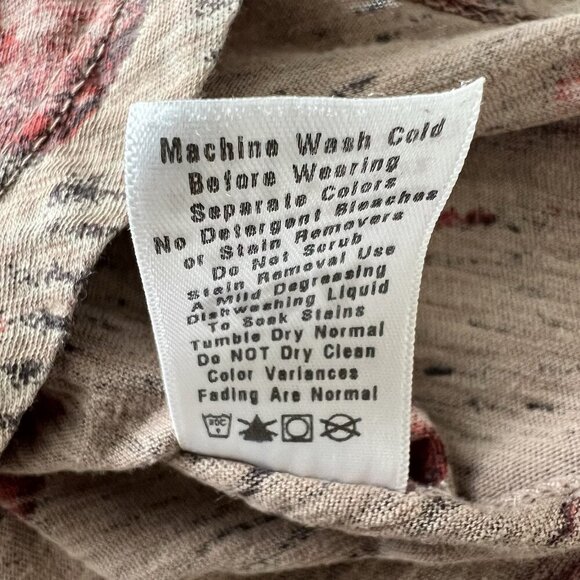 Machine Wash Cold
Before Wearing
Separate Colors
No Detergent Bleaches
or Stain Removers
Do Not Scrub
Stain Removal Use
A Mild Degreasing
Dishwashing Liquid
To Soak Stains
Tumble Dry Normal
Do NOT Dry Clean
Color Variances
Fading Are Normal
30C